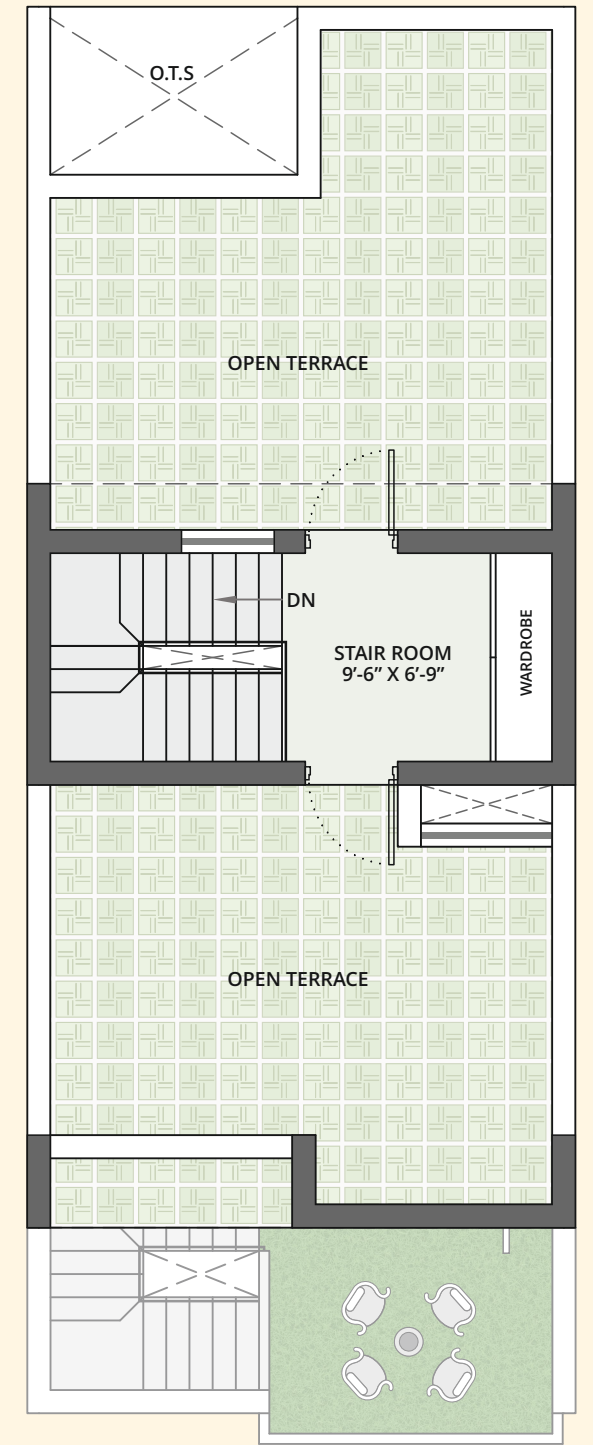 O.T.S
OPEN TERRACE
DN
STAIR ROOM
9’-6” X 6’-9”
WARDROBE
OPEN TERRACE